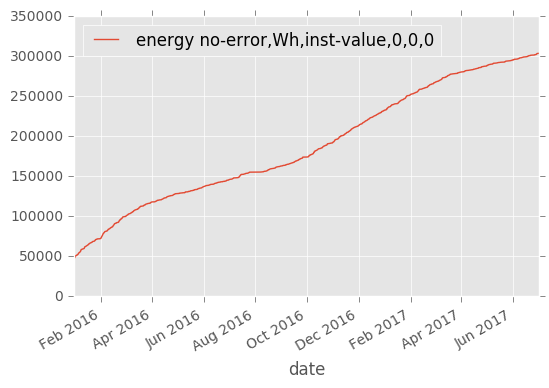 350000
energy no-error,Wh,inst-value,0,0,0
300000
250000
200000
150000
100000
50000
0
Feb 2016
Apr 2016
Jun 2016
Aug 2016
Oct 2016
Dec 2016
Feb 2017
Apr 2017
Jun 2017
date